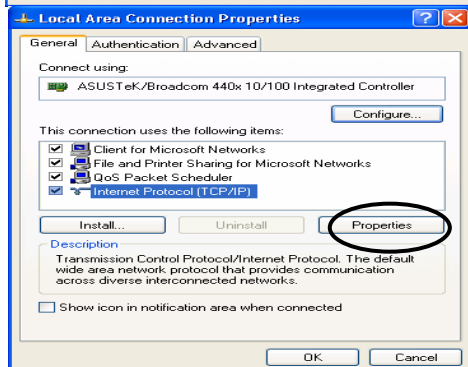 Local Area Connection Properties
General Authentication Advanced
Connect using:
ASUSTeK/Broadcom 440x 10/100 Integrated Controller
Configure...
This connection uses the following items:
Client for Microsoft Networks
File and Printer Sharing for Microsoft Networks
QoS Packet Scheduler
Internet Protocol (TCP/IP)
Install... Uninstall Properties
Description
Transmission Control Protocol/Internet Protocol. The default
wide area network protocol that provides communication
across diverse interconnected networks.
Show icon in notification area when connected
OK Cancel